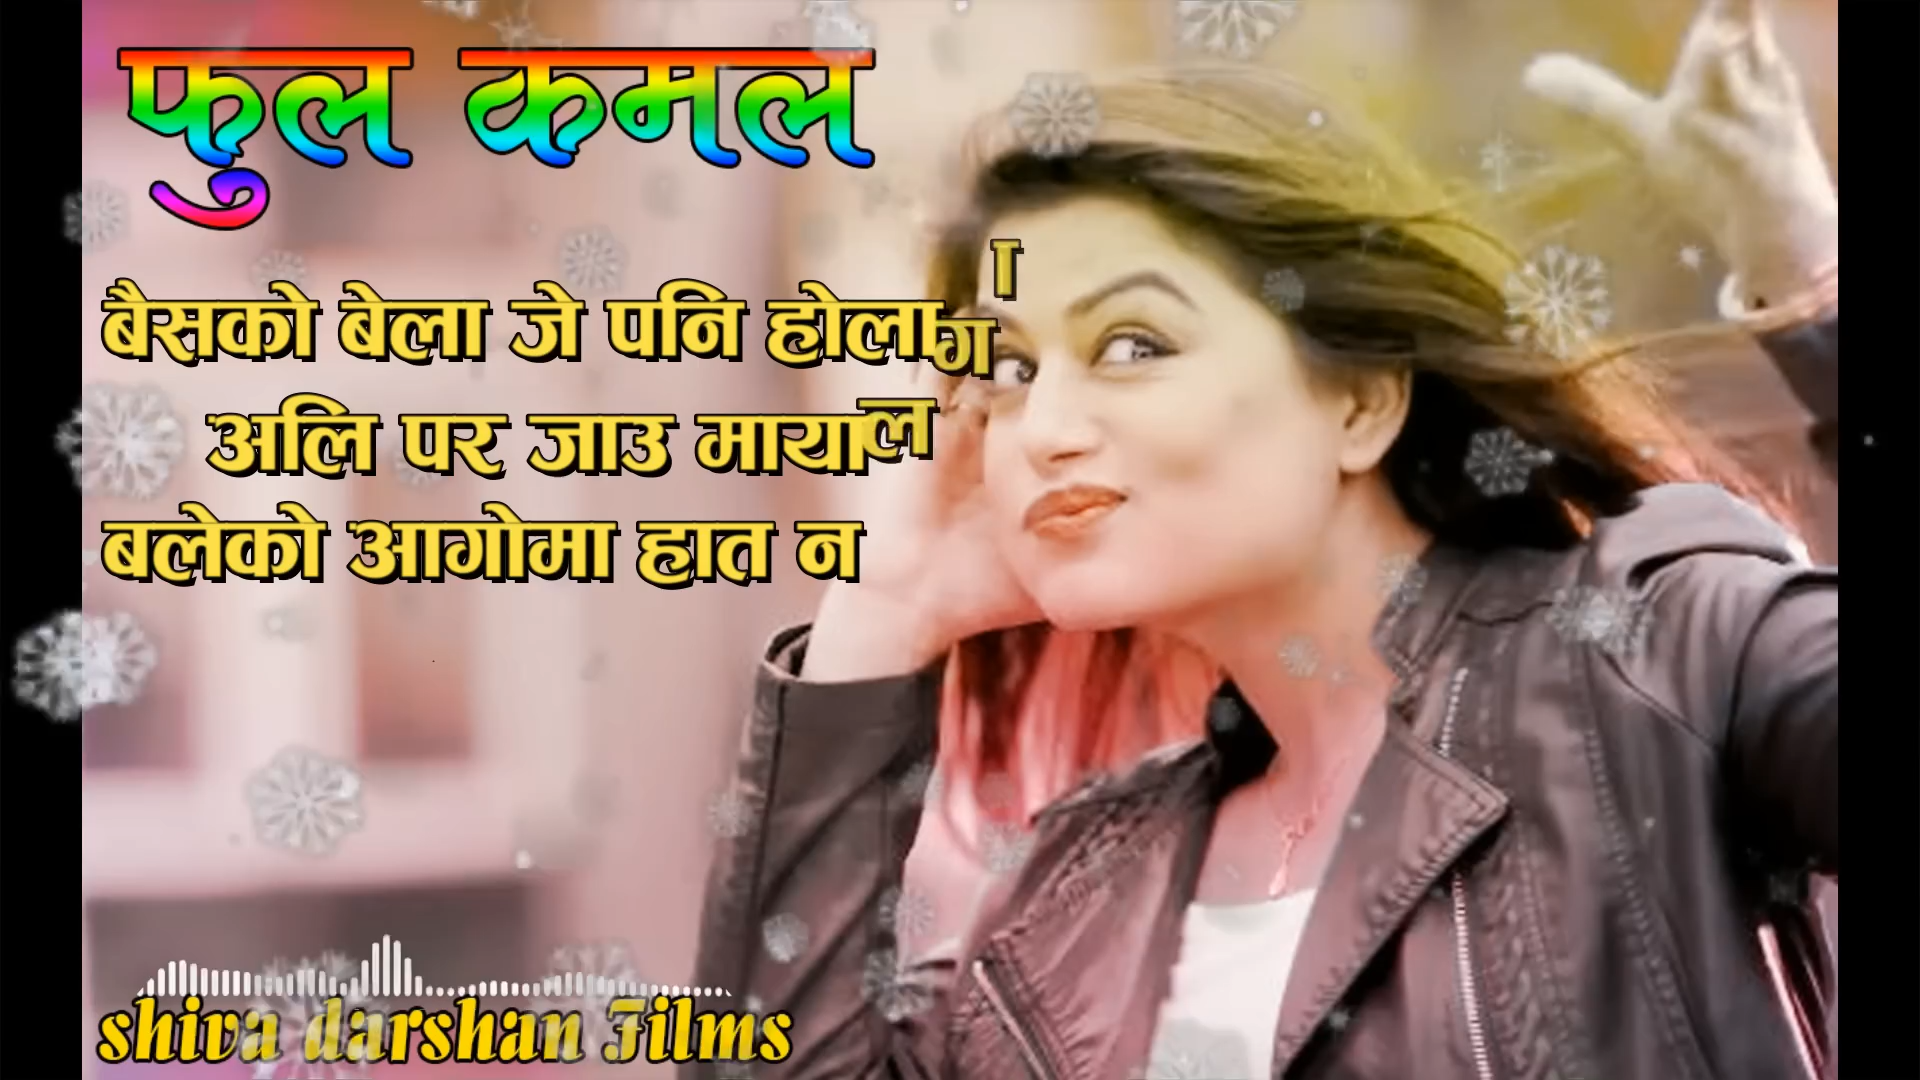 फुल कमल
बैसको बेला जे पनि होला
अलि पर जाउ माया
बलेको आगोमा हात न
ल
ग
ा
shiva darshan Films